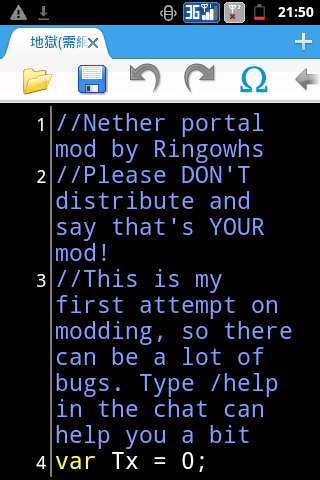 3G 21:50
地獄(需細
1 //Nether portal
mod by Ringowhs
2 //Please DON'T
distribute and
say that's YOUR
mod!
3 //This is my
first attempt on
modding, so there
can be a lot of
bugs. Type /help
in the chat can
help you a bit
4 var Tx = 0;